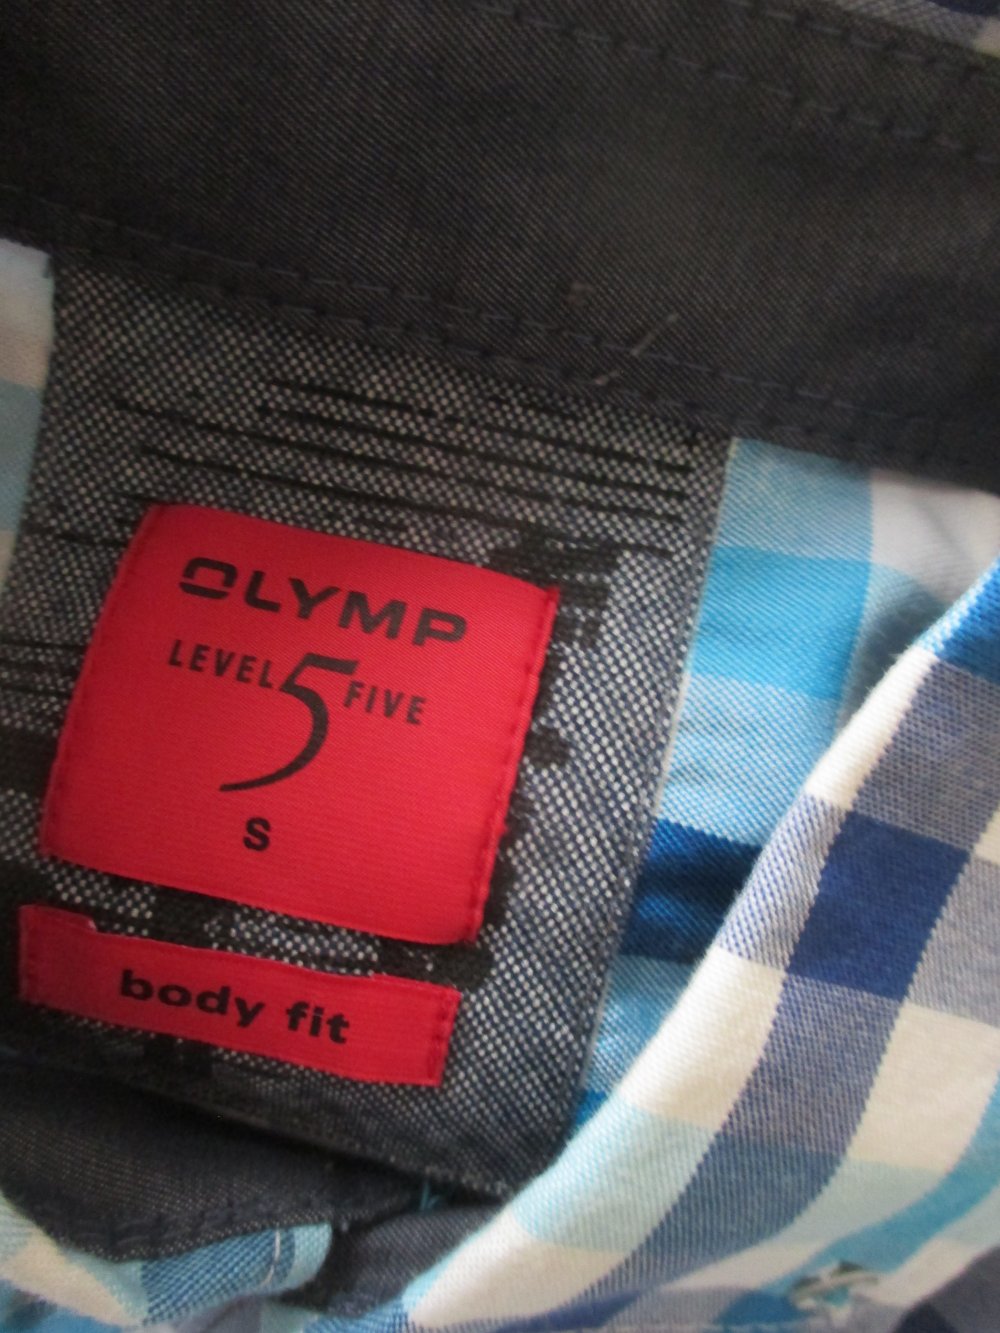 OLYMP
LEVEL 5 FIVE
S
body fit